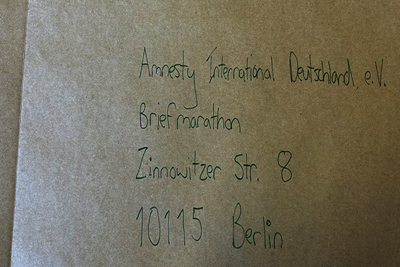 Amnesty International Deutschland, e.V.
Briefmarathon
Zinnowitzer Str. 8
10115 Berlin